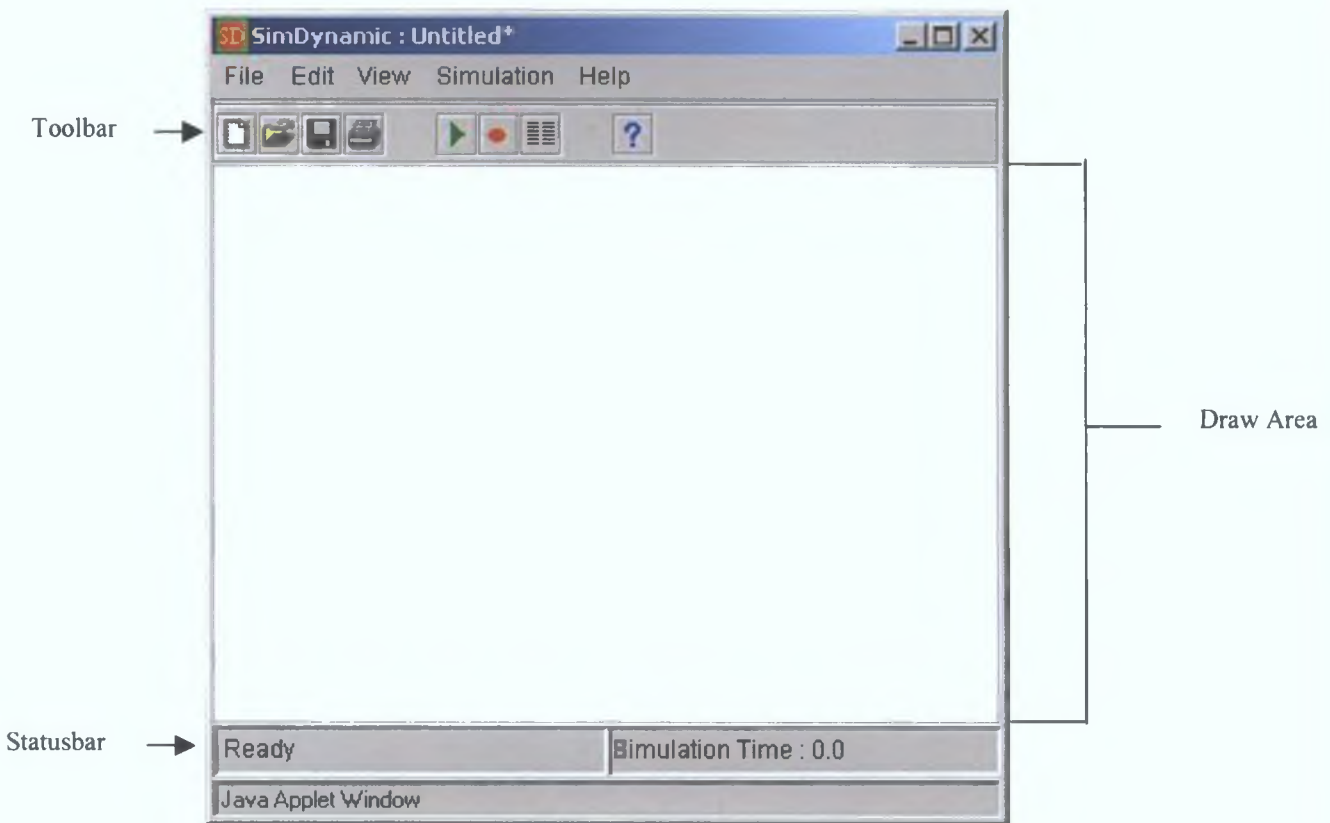 SD SimDynamic : Untitled*
File Edit View Simulation Help
Toolbar
?
Draw Area
Statusbar
Ready
Simulation Time : 0.0
Java Applet Window